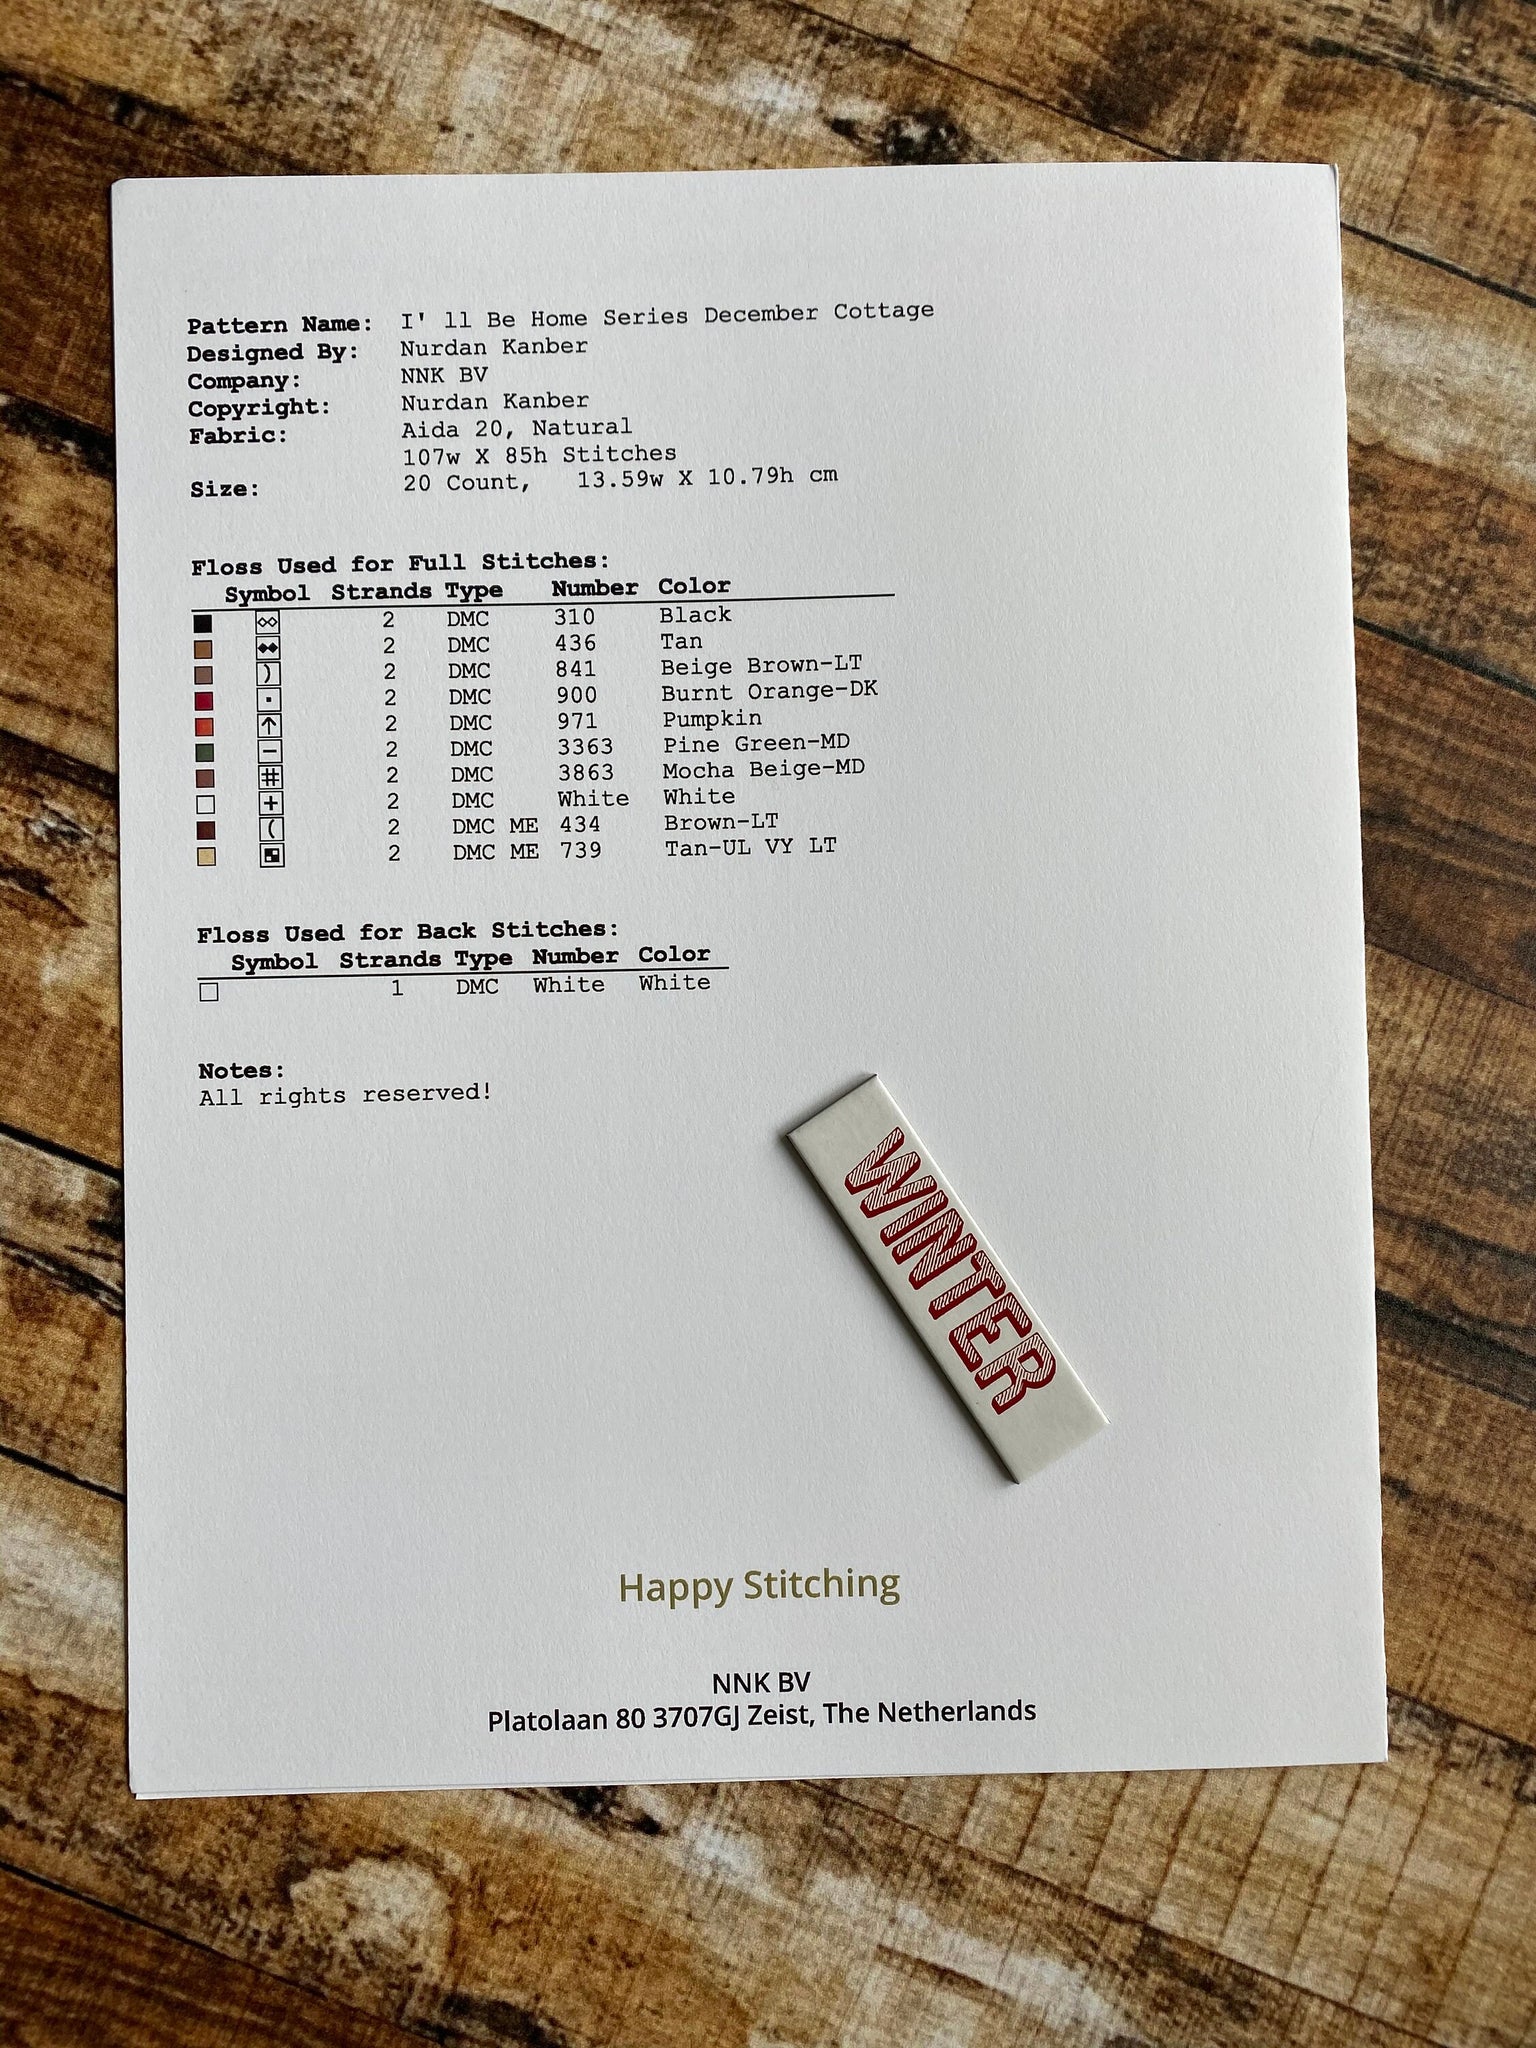 Pattern Name: I' ll Be Home Series December Cottage
Designed By: Nurdan Kanber
Company: NNK BV
Copyright: Nurdan Kanber
Fabric: Aida 20, Natural
107w X 85h Stitches
Size: 20 Count, 13.59w X 10.79h cm
Floss Used for Full Stitches:
Symbol Strands Type Number Color
2 DMC 310 Black
2 DMC 436 Tan
) 2 DMC 841 Beige Brown-LT
· 2 DMC 900 Burnt Orange-DK
↑ 2 DMC 971 Pumpkin
− 2 DMC 3363 Pine Green-MD
# 2 DMC 3863 Mocha Beige-MD
+ 2 DMC White White
( 2 DMC ME 434 Brown-LT
2 DMC ME 739 Tan-UL VY LT
Floss Used for Back Stitches:
Symbol Strands Type Number Color
1 DMC White White
Notes:
All rights reserved!
WINTER
Happy Stitching
NNK BV
Platolaan 80 3707GJ Zeist, The Netherlands